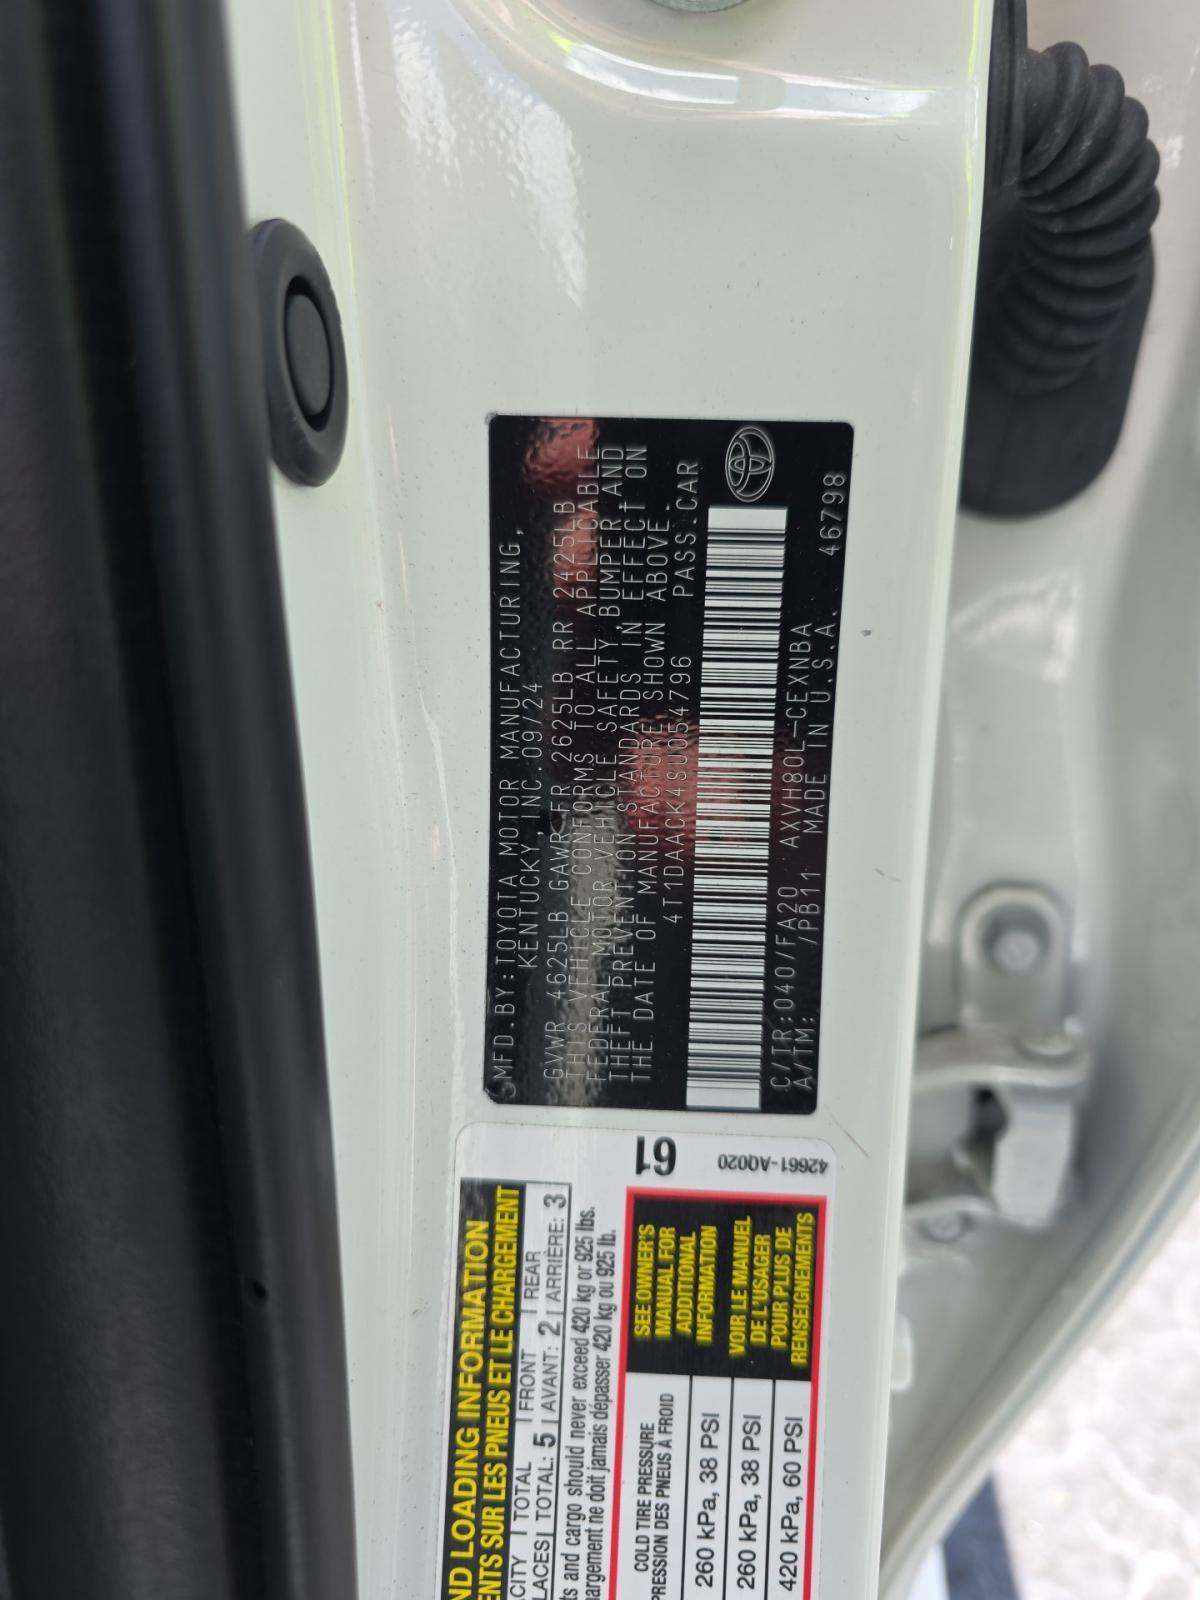 MFD.BY:TOYOTA MOTOR MANUFACTURING,
KENTUCKY,INC.09/24
GVWR 4625LB GAWR FR 2625LB RR 2425LB
THIS VEHICLE CONFORMS TO ALL APPLICABLE
FEDERAL MOTOR VEHICLE SAFETY,BUMPER,AND
THEFT PREVENTION STANDARDS IN EFFECT ON
THE DATE OF MANUFACTURE SHOWN ABOVE.
4T1DAACK4SU054796 PASS.CAR
C/TR:040/FA20 AXVH80L-CEXNBA
A/TM: /PB11 MADE IN U.S.A. 46798
61
42661-AQ020
ND LOADING INFORMATION
ENTS SUR LES PNEUS ET LE CHARGEMENT
CITY TOTAL FRONT REAR
LACES TOTAL: 5 AVANT: 2 ARRIÈRE: 3
ts and cargo should never exceed 420 kg or 925 lbs.
hargement ne doit jamais dépasser 420 kg ou 925 lb.
COLD TIRE PRESSURE
PRESSION DES PNEUS À FROID
260 kPa, 38 PSI
260 kPa, 38 PSI
420 kPa, 60 PSI
SEE OWNER'S
MANUAL FOR
ADDITIONAL
INFORMATION
VOIR LE MANUEL
DE L'USAGER
POUR PLUS DE
RENSEIGNEMENTS